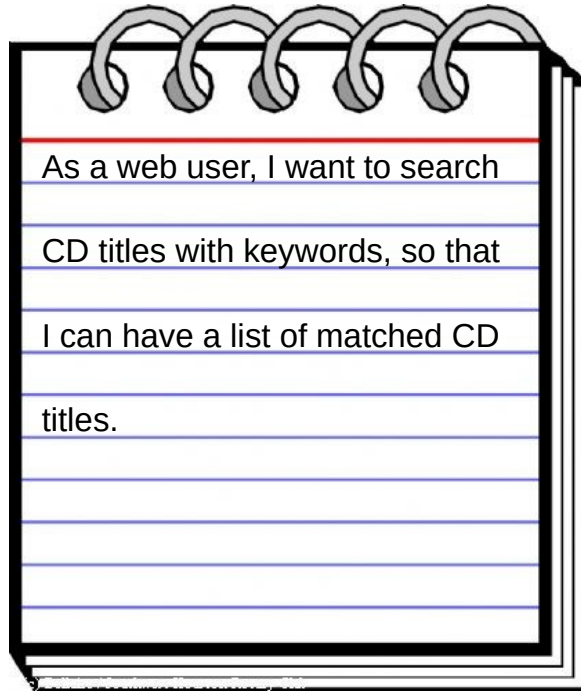 As a web user, I want to search
CD titles with keywords, so that
I can have a list of matched CD
titles.